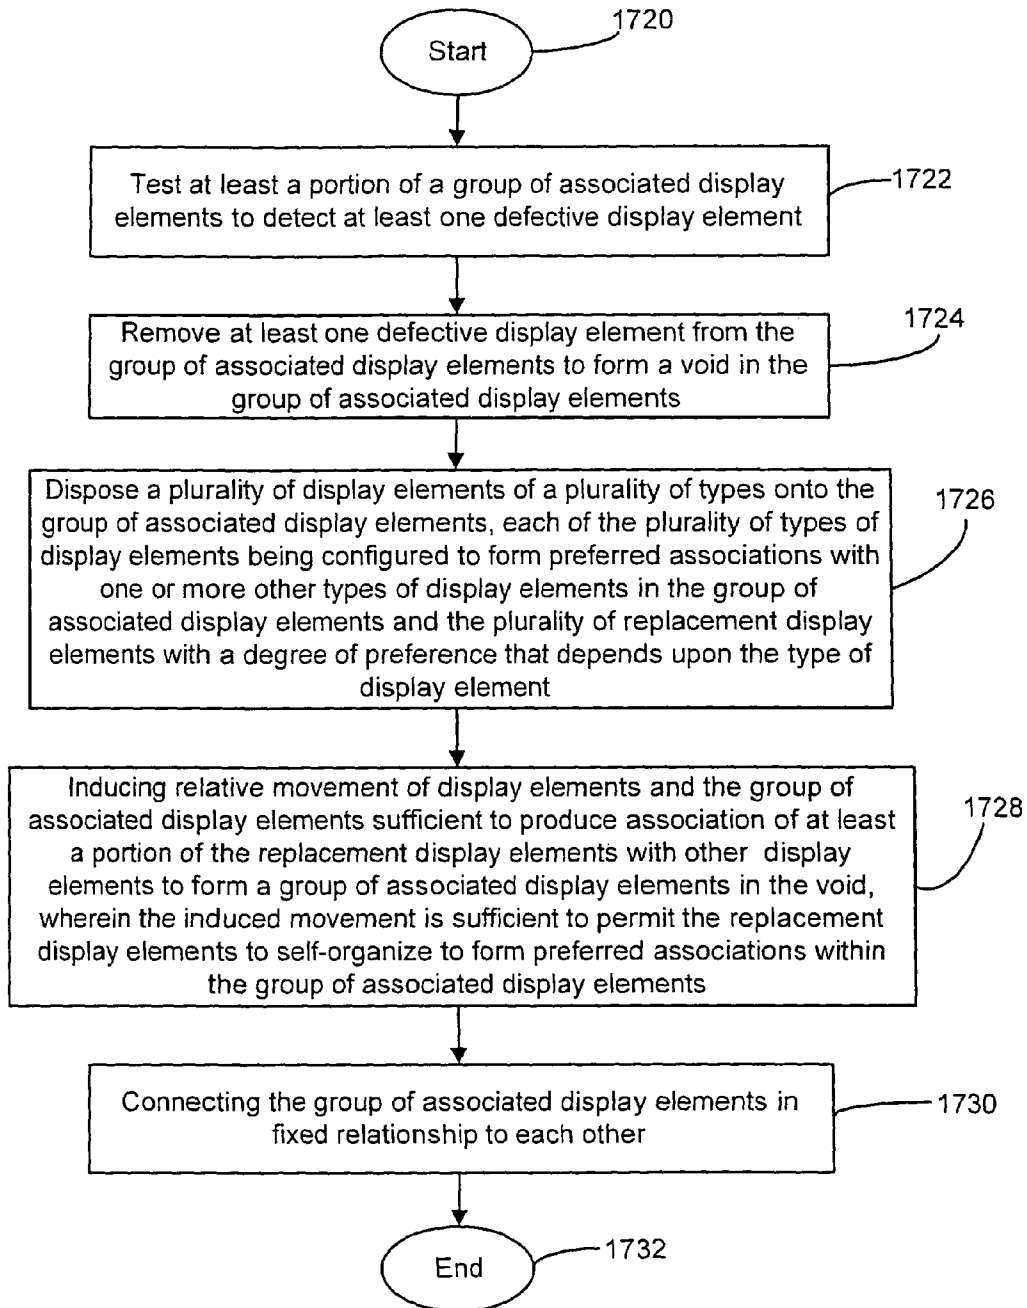 1720
Start
Test at least a portion of a group of associated display
elements to detect at least one defective display element
1722
Remove at least one defective display element from the
group of associated display elements to form a void in the
group of associated display elements
1724
Dispose a plurality of display elements of a plurality of types onto the
group of associated display elements, each of the plurality of types of
display elements being configured to form preferred associations with
one or more other types of display elements in the group of
associated display elements and the plurality of replacement display
elements with a degree of preference that depends upon the type of
display element
1726
Inducing relative movement of display elements and the group of
associated display elements sufficient to produce association of at least
a portion of the replacement display elements with other display
elements to form a group of associated display elements in the void,
wherein the induced movement is sufficient to permit the replacement
display elements to self-organize to form preferred associations within
the group of associated display elements
1728
Connecting the group of associated display elements in
fixed relationship to each other
1730
End
1732